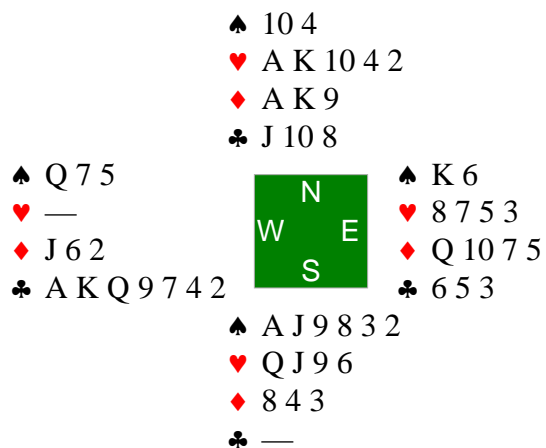 ♠ 10 4
♥ A K 10 4 2
♦ A K 9
♣ J 10 8
♠ Q 7 5
♥ —
♦ J 6 2
♣ A K Q 9 7 4 2
N
W E
S
♠ K 6
♥ 8 7 5 3
♦ Q 10 7 5
♣ 6 5 3
♠ A J 9 8 3 2
♥ Q J 9 6
♦ 8 4 3
♣ —